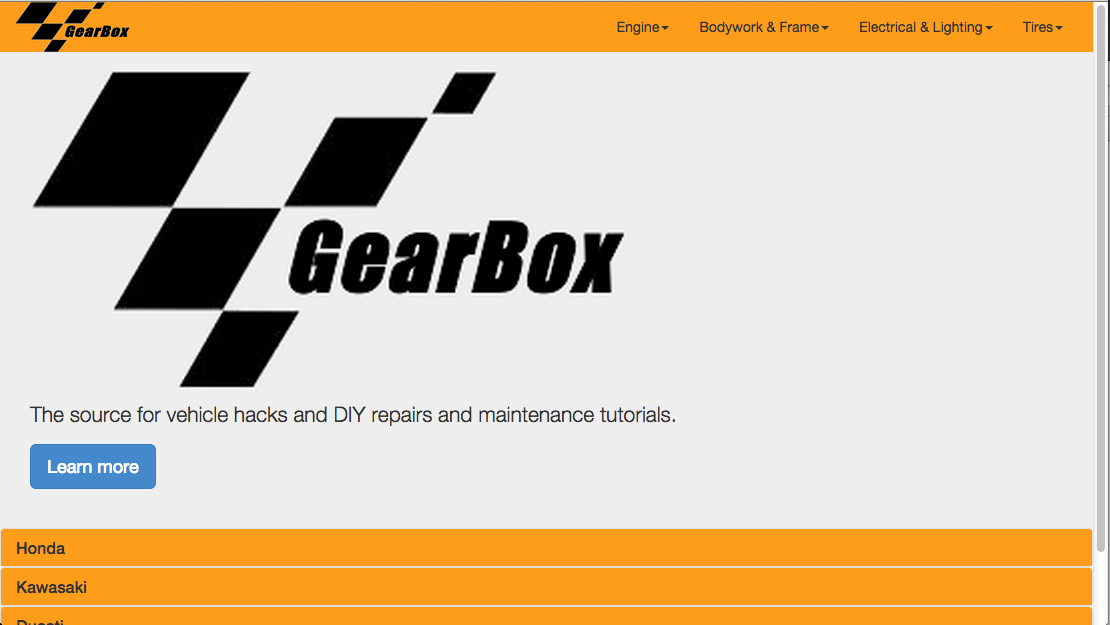 GearBox
Engine
Bodywork & Frame
Electrical & Lighting
Tires
GearBox
The source for vehicle hacks and DIY repairs and maintenance tutorials.
Learn more
Honda
Kawasaki
Ducati